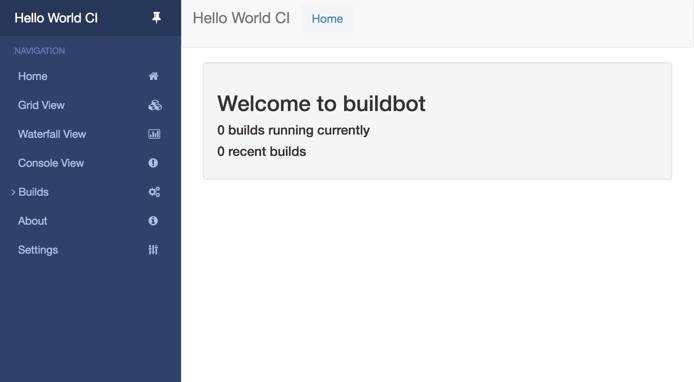 Hello World CI
NAVIGATION
Home
Grid View
Waterfall View
Console View
Builds
About
Settings
Hello World CI Home
Welcome to buildbot
0 builds running currently
0 recent builds